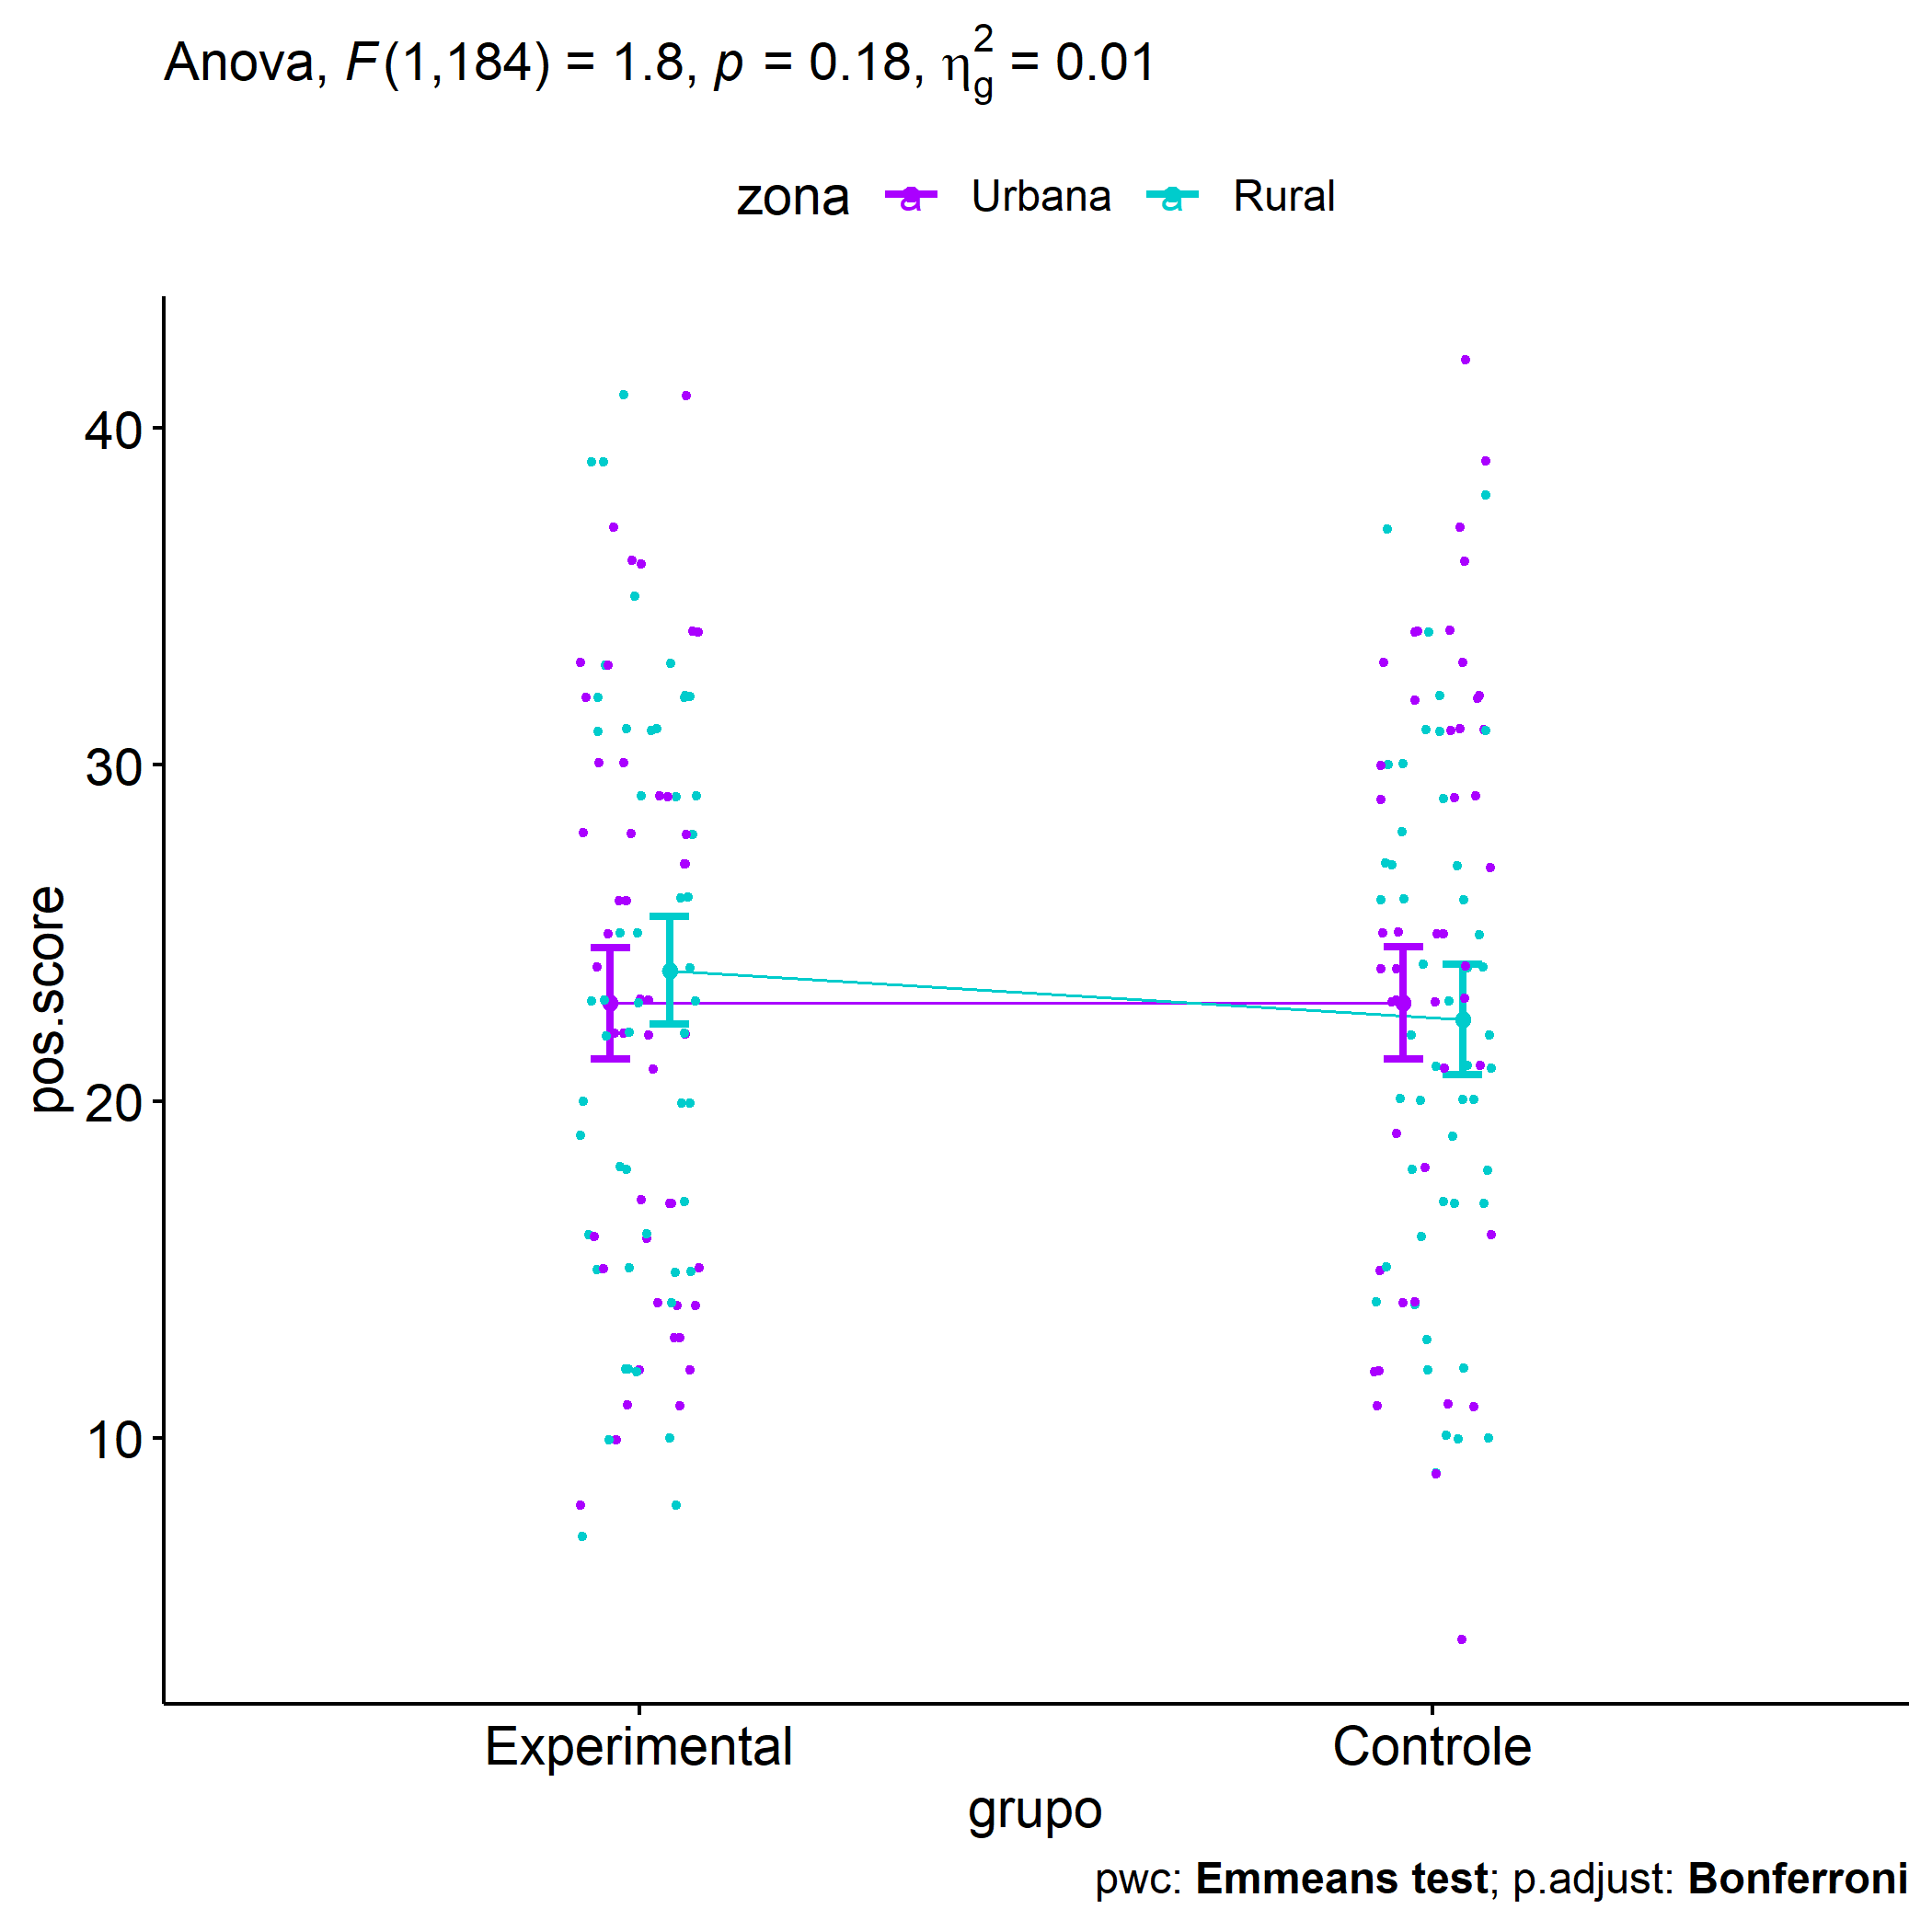 Anova, F(1,184) = 1.8, p = 0.18, η²g = 0.01
zona a Urbana a Rural
40
30
20
10
pos.score
Experimental Controle
grupo
pwc: Emmeans test; p.adjust: Bonferroni